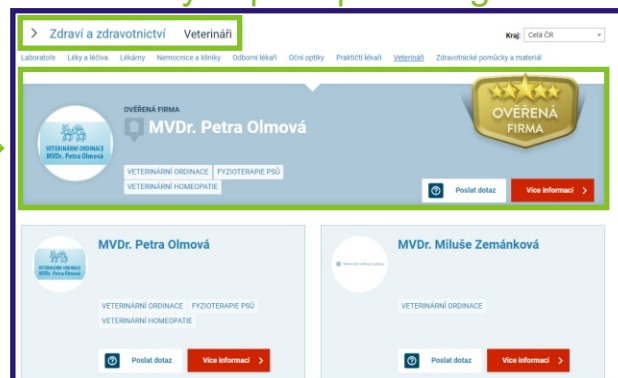 Zdraví a zdravotnictví Veterináři
Kraj: Celá ČR
Laboratoře Léky a léčiva Lékárny Nemocnice a kliniky Odborní lékaři Oční optiky Praktičtí lékaři Veterináři Zdravotnické pomůcky a materiál
OVĚŘENÁ FIRMA
MVDr. Petra Olmová
VETERINÁRNÍ ORDINACE
MVDr. Petra Olmová
VETERINÁRNÍ ORDINACE FYZIOTERAPIE PSŮ
VETERINÁRNÍ HOMEOPATIE
OVĚŘENÁ
FIRMA
Poslat dotaz Více informací
MVDr. Petra Olmová
VETERINÁRNÍ ORDINACE
MVDr. Petra Olmová
VETERINÁRNÍ ORDINACE FYZIOTERAPIE PSŮ
VETERINÁRNÍ HOMEOPATIE
Poslat dotaz Více informací
MVDr. Miluše Zemánková
VETERINÁRNÍ ORDINACE
Poslat dotaz Více informací